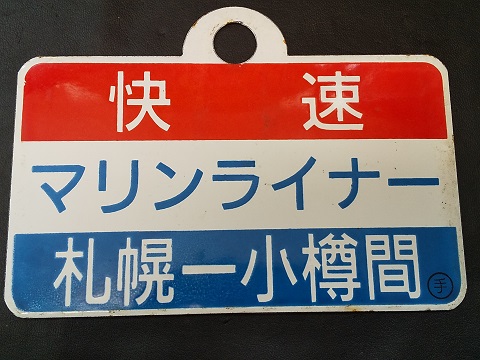 快速
マリンライナー
札幌ー小樽間
手